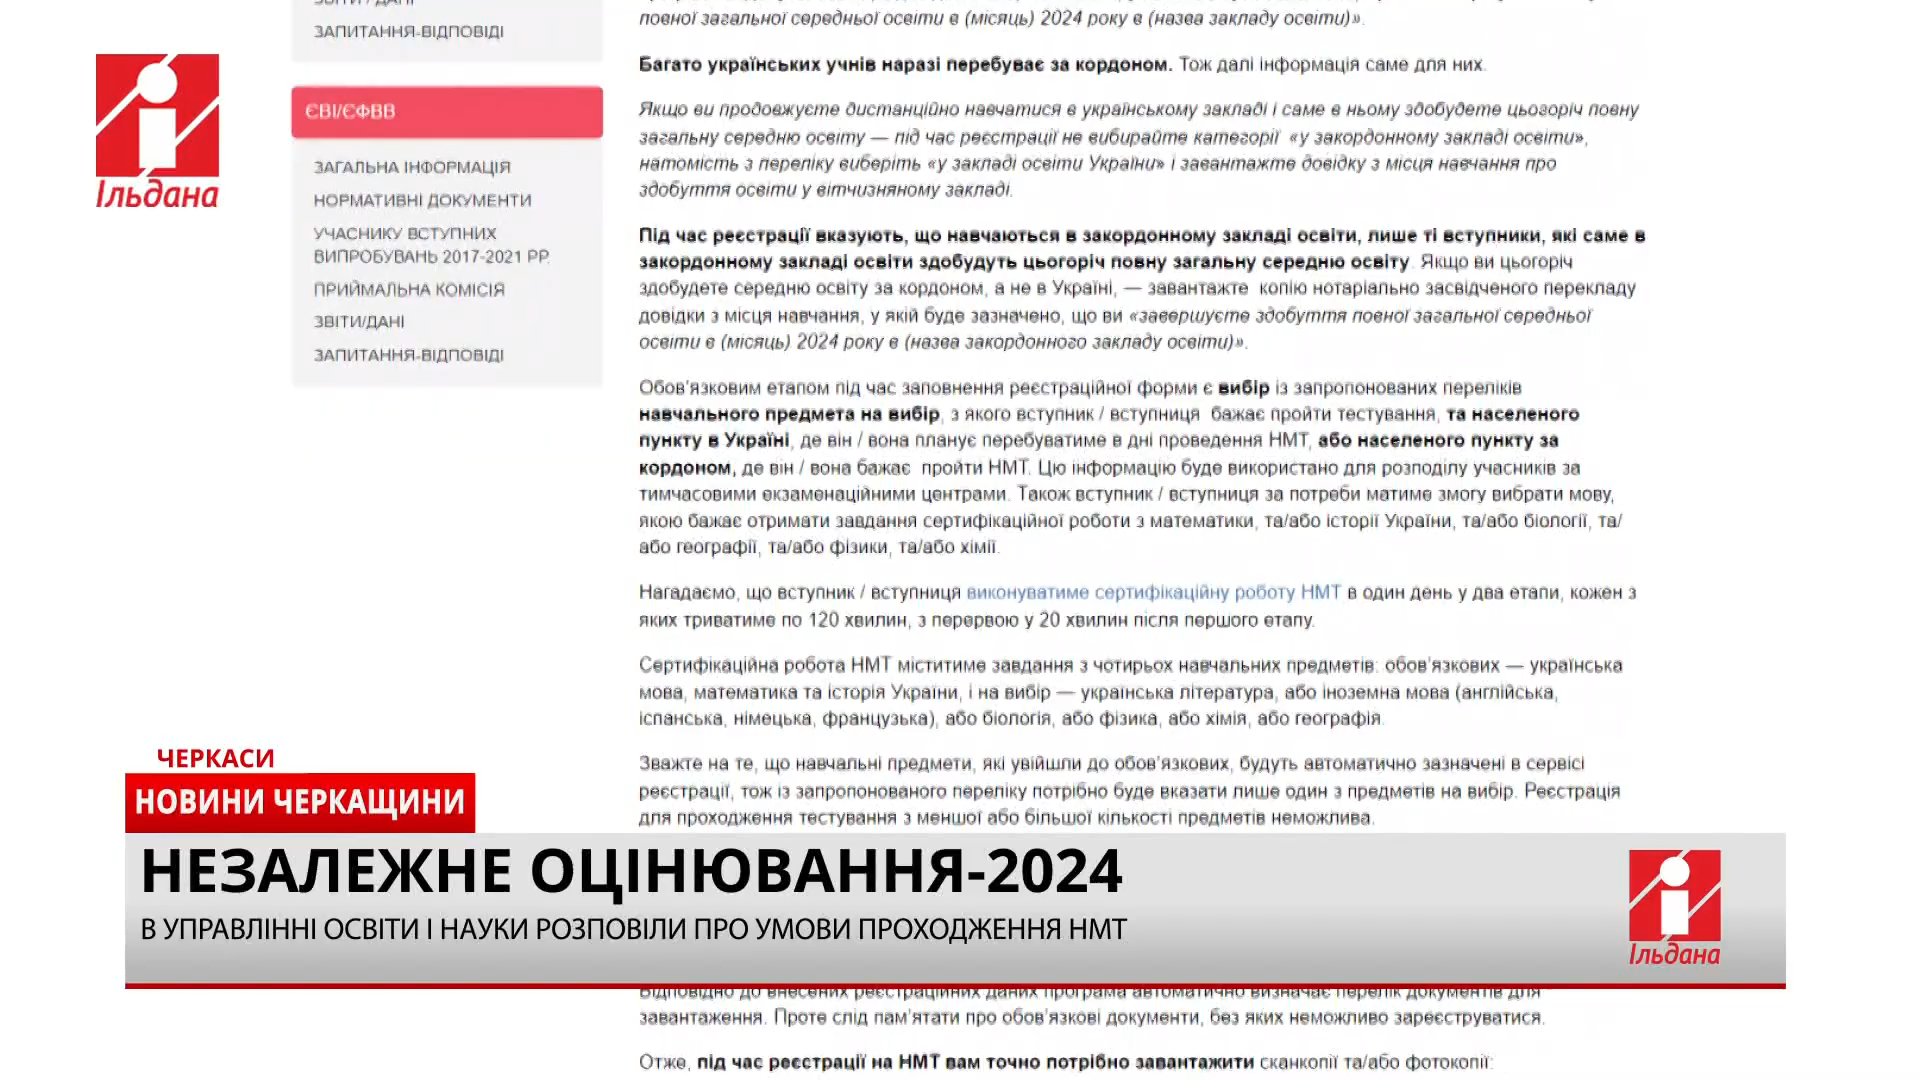 ЗВІТИ / ДАНІ
ЗАПИТАННЯ-ВІДПОВІДІ
Ільдана
ЄВІ/ЄФВВ
ЗАГАЛЬНА ІНФОРМАЦІЯ
НОРМАТИВНІ ДОКУМЕНТИ
УЧАСНИКУ ВСТУПНИХ
ВИПРОБУВАНЬ 2017-2021 РР.
ПРИЙМАЛЬНА КОМІСІЯ
ЗВІТИ/ДАНІ
ЗАПИТАННЯ-ВІДПОВІДІ
повної загальної середньої освіти в (місяць) 2024 року в (назва закладу освіти)».
Багато українських учнів наразі перебуває за кордоном. Тож далі інформація саме для них.
Якщо ви продовжуєте дистанційно навчатися в українському закладі і саме в ньому здобудете цьогоріч повну
загальну середню освіту — під час реєстрації не вибирайте категорії «у закордонному закладі освіти»,
натомість з переліку виберіть «у закладі освіти України» і завантажте довідку з місця навчання про
здобуття освіти у вітчизняному закладі.
Під час реєстрації вказують, що навчаються в закордонному закладі освіти, лише ті вступники, які саме в
закордонному закладі освіти здобудуть цьогоріч повну загальну середню освіту. Якщо ви цьогоріч
здобудете середню освіту за кордоном, а не в Україні, — завантажте копію нотаріально засвідченого перекладу
довідки з місця навчання, у якій буде зазначено, що ви «завершуєте здобуття повної загальної середньої
освіти в (місяць) 2024 року в (назва закордонного закладу освіти)».
Обов'язковим етапом під час заповнення реєстраційної форми є вибір із запропонованих переліків
навчального предмета на вибір, з якого вступник / вступниця бажає пройти тестування, та населеного
пункту в Україні, де він / вона планує перебуватиме в дні проведення НМТ, або населеного пункту за
кордоном, де він / вона бажає пройти НМТ. Цю інформацію буде використано для розподілу учасників за
тимчасовими екзаменаційними центрами. Також вступник / вступниця за потреби матиме змогу вибрати мову,
якою бажає отримати завдання сертифікаційної роботи з математики, та/або історії України, та/або біології, та/
або географії, та/або фізики, та/або хімії.
Нагадаємо, що вступник / вступниця виконуватиме сертифікаційну роботу НМТ в один день у два етапи, кожен з
яких триватиме по 120 хвилин, з перервою у 20 хвилин після першого етапу.
Сертифікаційна робота НМТ міститиме завдання з чотирьох навчальних предметів: обов'язкових — українська
мова, математика та історія України, і на вибір — українська література, або іноземна мова (англійська,
іспанська, німецька, французька), або біологія, або фізика, або хімія, або географія.
Зважте на те, що навчальні предмети, які увійшли до обов'язкових, будуть автоматично зазначені в сервісі
реєстрації, тож із запропонованого переліку потрібно буде вказати лише один з предметів на вибір. Реєстрація
для проходження тестування з меншої або більшої кількості предметів неможлива.
ЧЕРКАСИ
НОВИНИ ЧЕРКАЩИНИ
НЕЗАЛЕЖНЕ ОЦІНЮВАННЯ-2024
В УПРАВЛІННІ ОСВІТИ І НАУКИ РОЗПОВІЛИ ПРО УМОВИ ПРОХОДЖЕННЯ НМТ
Ільдана
Відповідно до внесених реєстраційних даних програма автоматично визначає перелік документів для
завантаження. Проте слід пам'ятати про обов'язкові документи, без яких неможливо зареєструватися.
Отже, під час реєстрації на НМТ вам точно потрібно завантажити сканкопії та/або фотокопії: